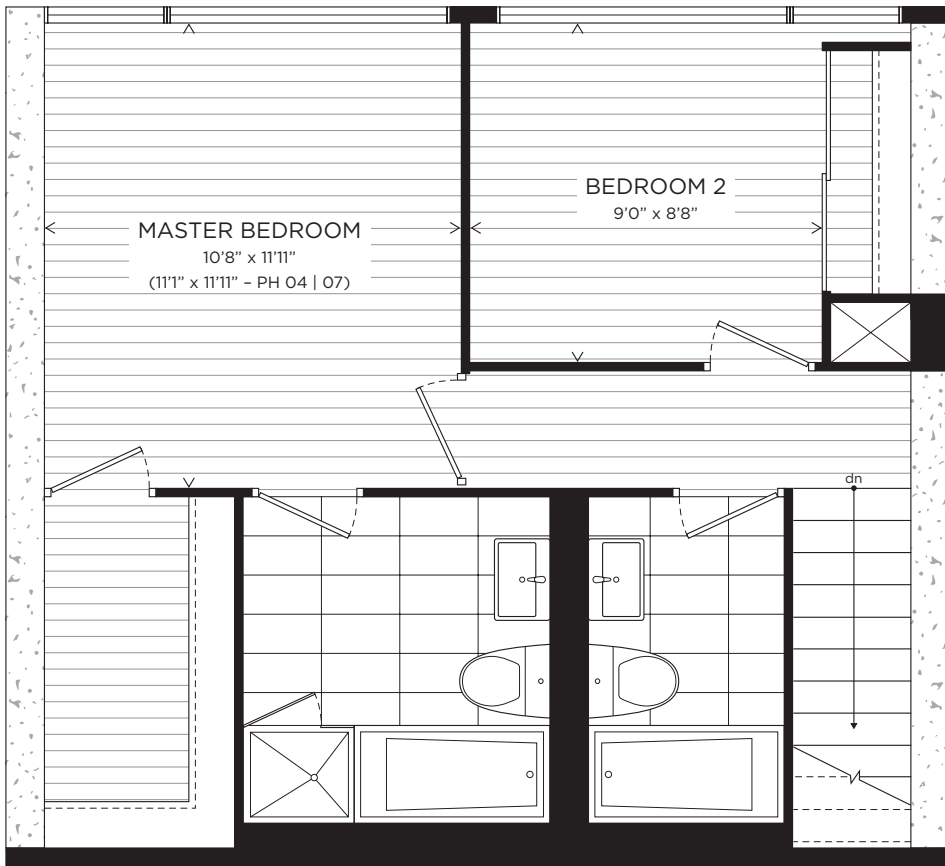 MASTER BEDROOM
10’8” x 11’11”
(11’1” x 11’11” – PH 04 | 07)
BEDROOM 2
9’0” x 8’8”
dn